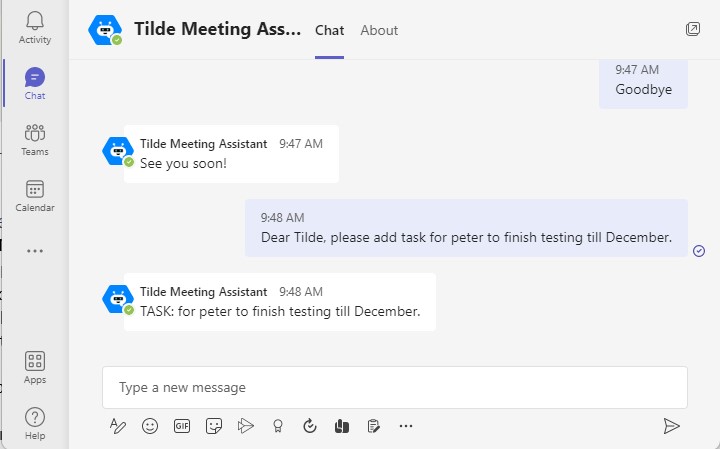 Activity
Chat
Teams
Calendar
Apps
Help
Tilde Meeting Ass... Chat About
9:47 AM
Goodbye
Tilde Meeting Assistant 9:47 AM
See you soon!
9:48 AM
Dear Tilde, please add task for peter to finish testing till December.
Tilde Meeting Assistant 9:48 AM
TASK: for peter to finish testing till December.
Type a new message
GIF